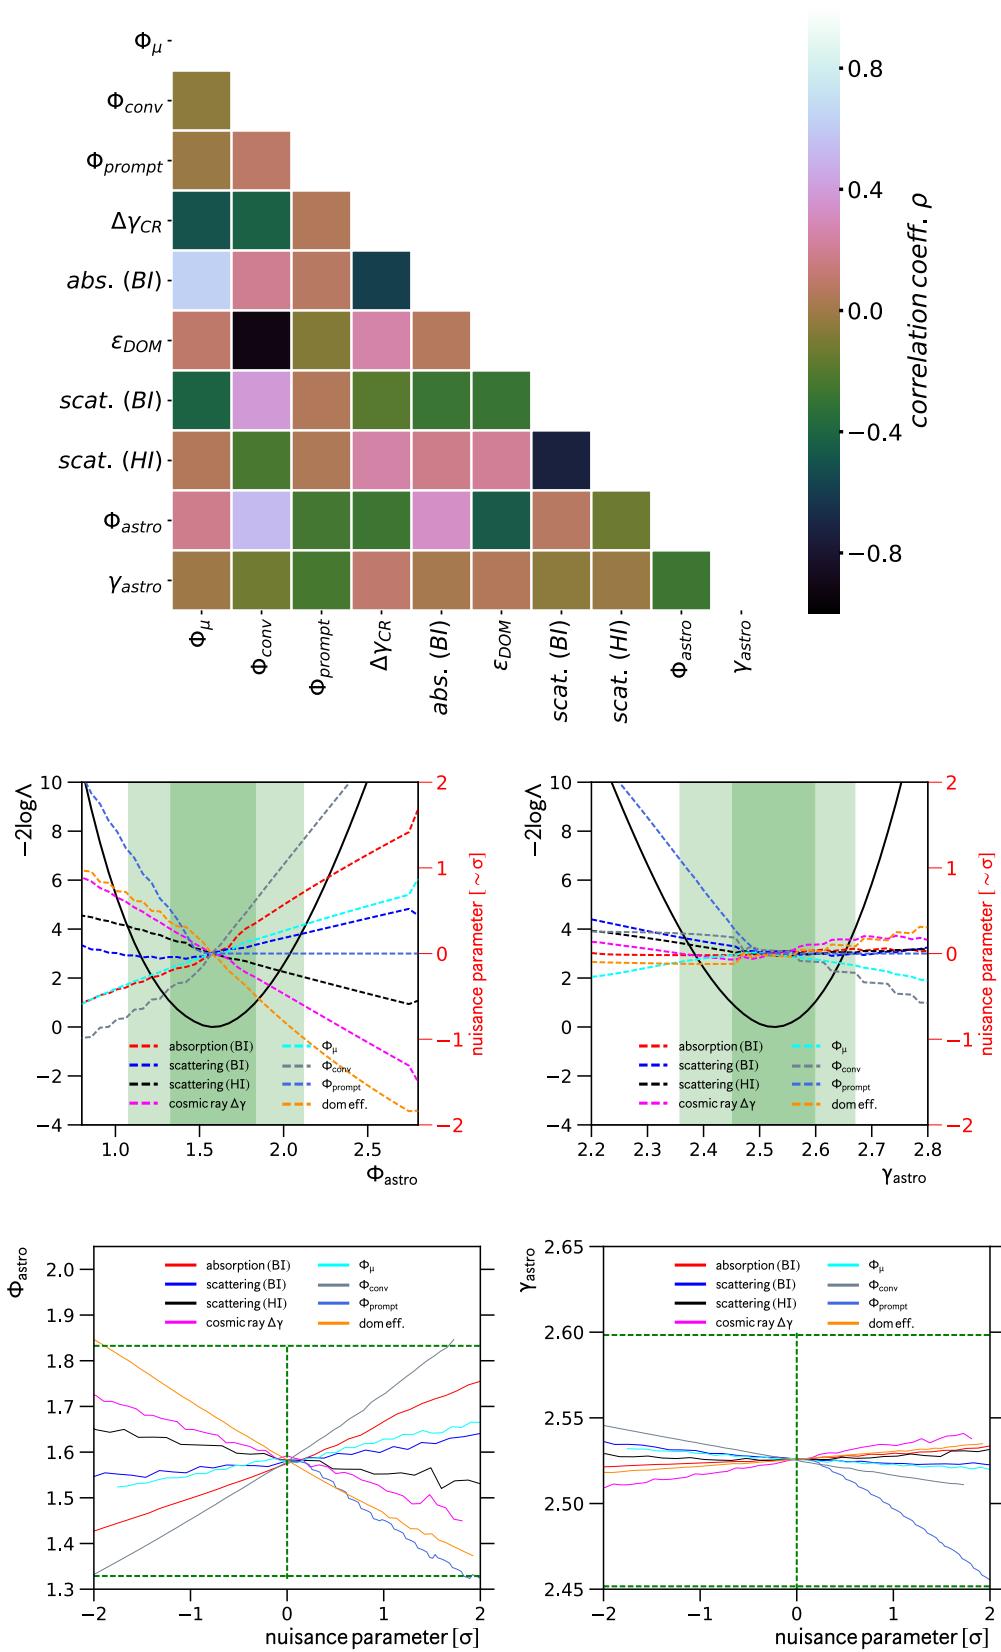 Φμ
Φconv
Φprompt
ΔγCR
abs. (BI)
εDOM
scat. (BI)
scat. (HI)
Φastro
γastro
Φμ
Φconv
Φprompt
ΔγCR
abs. (BI)
εDOM
scat. (BI)
scat. (HI)
Φastro
γastro
0.8
0.4
0.0
−0.4
−0.8
correlation coeff. ρ
−2logΛ
10
8
6
4
2
0
−2
−4
1.0
1.5
2.0
2.5
Φastro
2
1
0
−1
−2
nuisance parameter [∼σ]
absorption (BI)
scattering (BI)
scattering (HI)
cosmic ray Δγ
Φμ
Φconv
Φprompt
dom eff.
−2logΛ
10
8
6
4
2
0
−2
−4
2.2
2.3
2.4
2.5
2.6
2.7
2.8
γastro
2
1
0
−1
−2
nuisance parameter [∼σ]
absorption (BI)
scattering (BI)
scattering (HI)
cosmic ray Δγ
Φμ
Φconv
Φprompt
dom eff.
Φastro
2.0
1.9
1.8
1.7
1.6
1.5
1.4
1.3
−2
−1
0
1
2
nuisance parameter [σ]
absorption (BI)
scattering (BI)
scattering (HI)
cosmic ray Δγ
Φμ
Φconv
Φprompt
dom eff.
γastro
2.65
2.60
2.55
2.50
2.45
−2
−1
0
1
2
nuisance parameter [σ]
absorption (BI)
scattering (BI)
scattering (HI)
cosmic ray Δγ
Φμ
Φconv
Φprompt
dom eff.